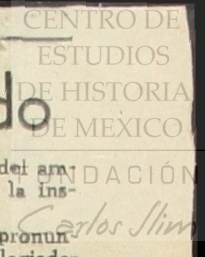 CENTRO DE
ESTUDIOS
DE HISTORIA
do
DE MEXICO
del am-
FUNDACIÓN
la ins-
Carlos Slim
pronun-